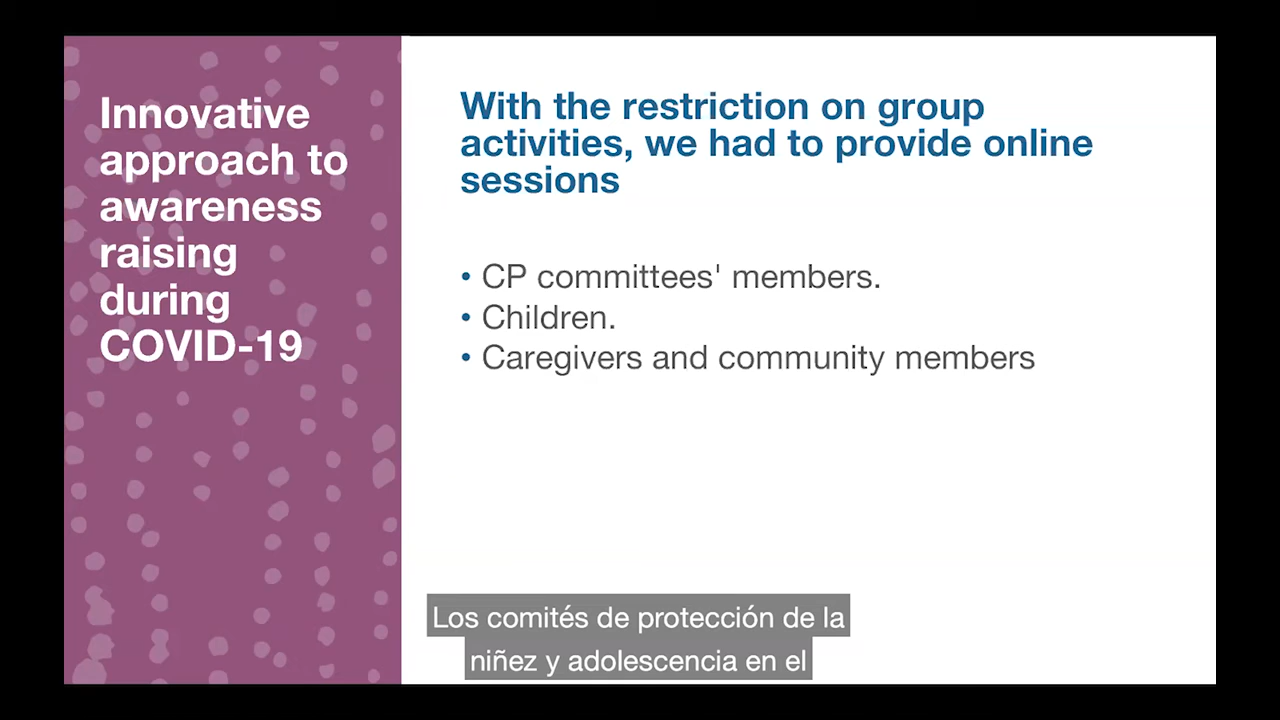 Innovative
approach to
awareness
raising
during
COVID-19
With the restriction on group
activities, we had to provide online
sessions
• CP committees' members.
• Children.
• Caregivers and community members
Los comités de protección de la
niñez y adolescencia en el